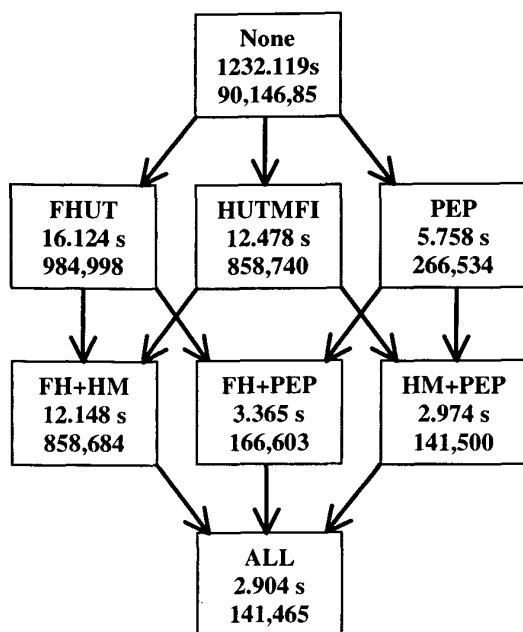 None
1232.119s
90,146,85
FHUT
16.124 s
984,998
HUTMFI
12.478 s
858,740
PEP
5.758 s
266,534
FH+HM
12.148 s
858,684
FH+PEP
3.365 s
166,603
HM+PEP
2.974 s
141,500
ALL
2.904 s
141,465